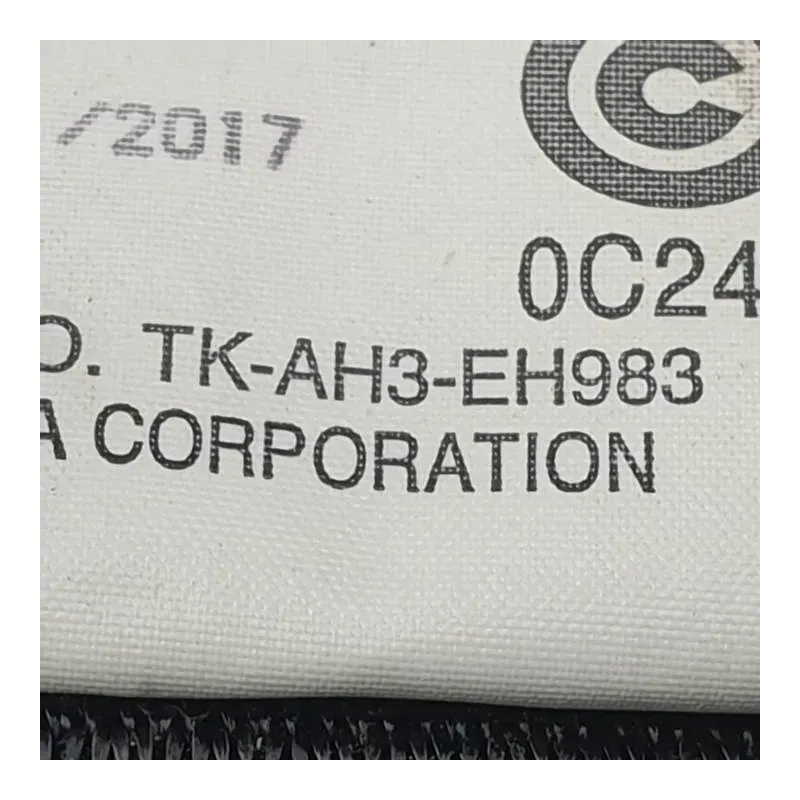 /2017
C
0C24
O. TK-AH3-EH983
A CORPORATION